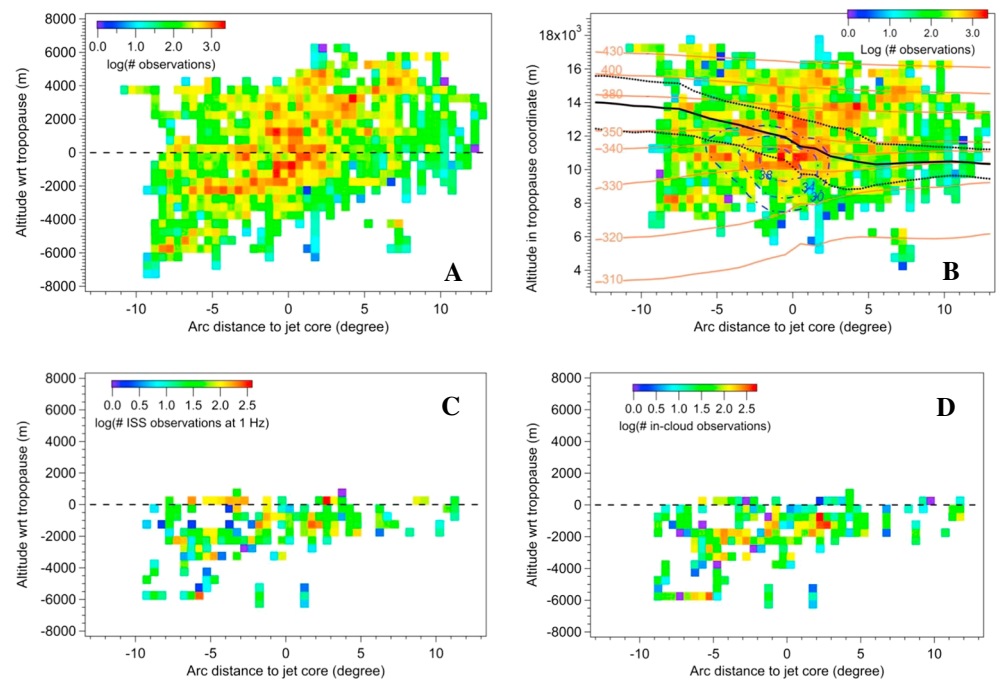 8000
6000
4000
2000
0
-2000
-4000
-6000
-8000
Altitude wrt tropopause (m)
0.0 1.0 2.0 3.0
log(# observations)
A
-10 -5 0 5 10
Arc distance to jet core (degree)
18x10³
16
14
12
10
8
6
4
Altitude in tropopause coordinate (m)
0.0 1.0 2.0 3.0
Log (# observations)
430
400
380
350
340
330
320
310
38
34
30
B
-10 -5 0 5 10
Arc distance to jet core (degree)
8000
6000
4000
2000
0
-2000
-4000
-6000
-8000
Altitude wrt tropopause (m)
0.0 0.5 1.0 1.5 2.0 2.5
log(# ISS observations at 1 Hz)
C
-10 -5 0 5 10
Arc distance to jet core (degree)
8000
6000
4000
2000
0
-2000
-4000
-6000
-8000
Altitude wrt tropopause (m)
0.0 0.5 1.0 1.5 2.0 2.5
log(# in-cloud observations)
D
-10 -5 0 5 10
Arc distance to jet core (degree)